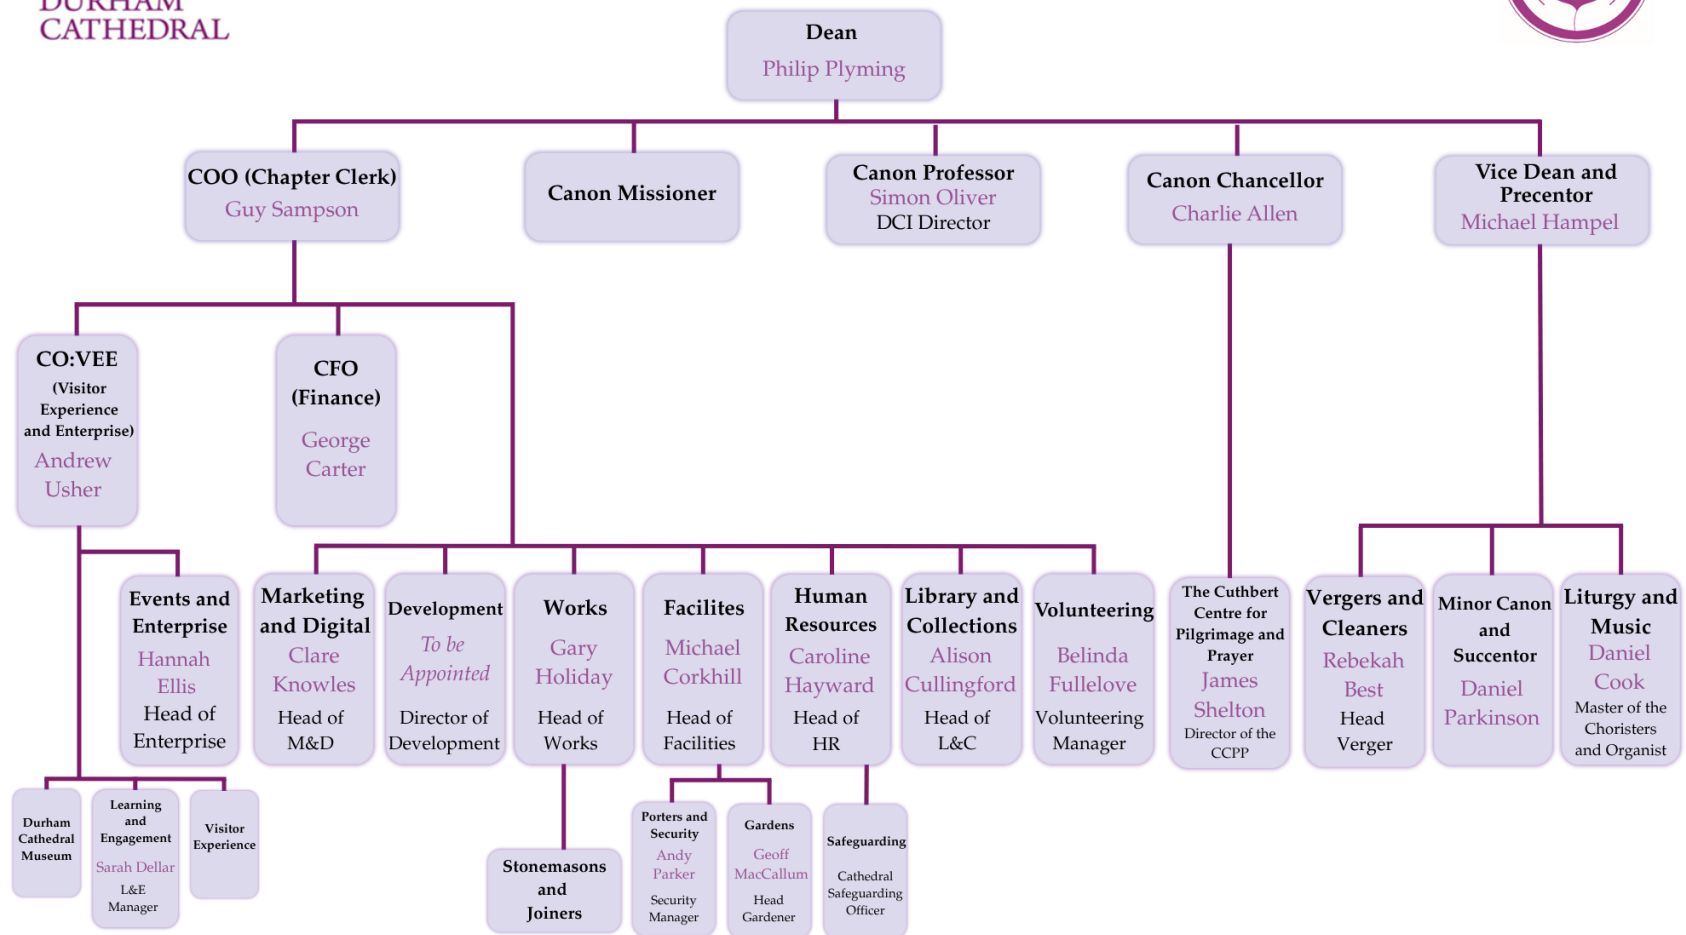 DURHAM
CATHEDRAL
Dean
Philip Plyming
COO (Chapter Clerk)
Guy Sampson
Canon Missioner
Canon Professor
Simon Oliver
DCI Director
Canon Chancellor
Charlie Allen
Vice Dean and
Precentor
Michael Hampel
CO:VEE
(Visitor
Experience
and Enterprise)
Andrew
Usher
CFO
(Finance)
George
Carter
Events and
Enterprise
Hannah
Ellis
Head of
Enterprise
Marketing
and Digital
Clare
Knowles
Head of
M&D
Development
To be
Appointed
Director of
Development
Works
Gary
Holiday
Head of
Works
Facilites
Michael
Corkhill
Head of
Facilities
Human
Resources
Caroline
Hayward
Head of
HR
Library and
Collections
Alison
Cullingford
Head of
L&C
Volunteering
Belinda
Fullelove
Volunteering
Manager
The Cuthbert
Centre for
Pilgrimage and
Prayer
James
Shelton
Director of the
CCPP
Vergers and
Cleaners
Rebekah
Best
Head
Verger
Minor Canon
and
Succentor
Daniel
Parkinson
Liturgy and
Music
Daniel
Cook
Master of the
Choristers
and Organist
Durham
Cathedral
Museum
Learning
and
Engagement
Sarah Dellar
L&E
Manager
Visitor
Experience
Stonemasons
and
Joiners
Porters and
Security
Andy
Parker
Security
Manager
Gardens
Geoff
MacCallum
Head
Gardener
Safeguarding
Cathedral
Safeguarding
Officer